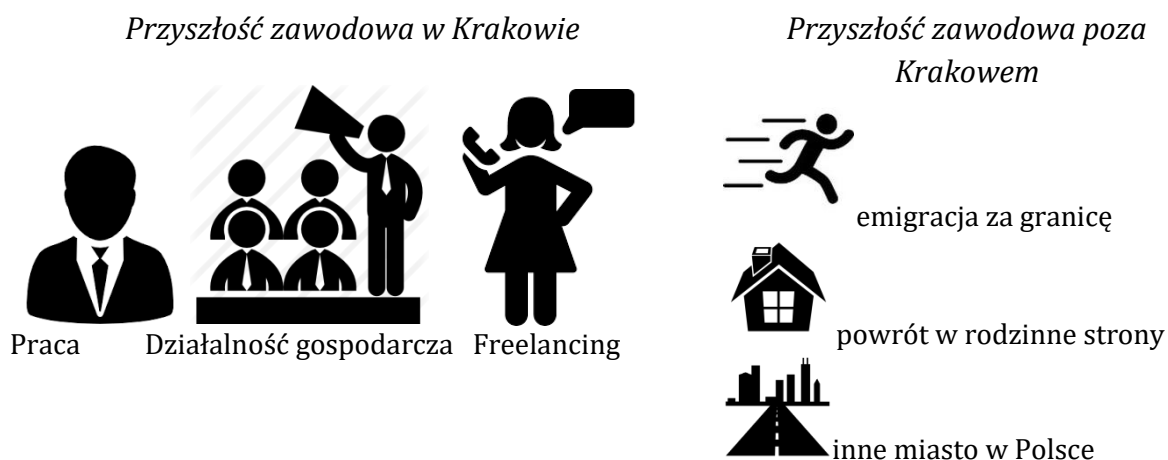 Przyszłość zawodowa w Krakowie
Praca
Działalność gospodarcza
Freelancing
Przyszłość zawodowa poza
Krakowem
emigracja za granicę
powrót w rodzinne strony
inne miasto w Polsce